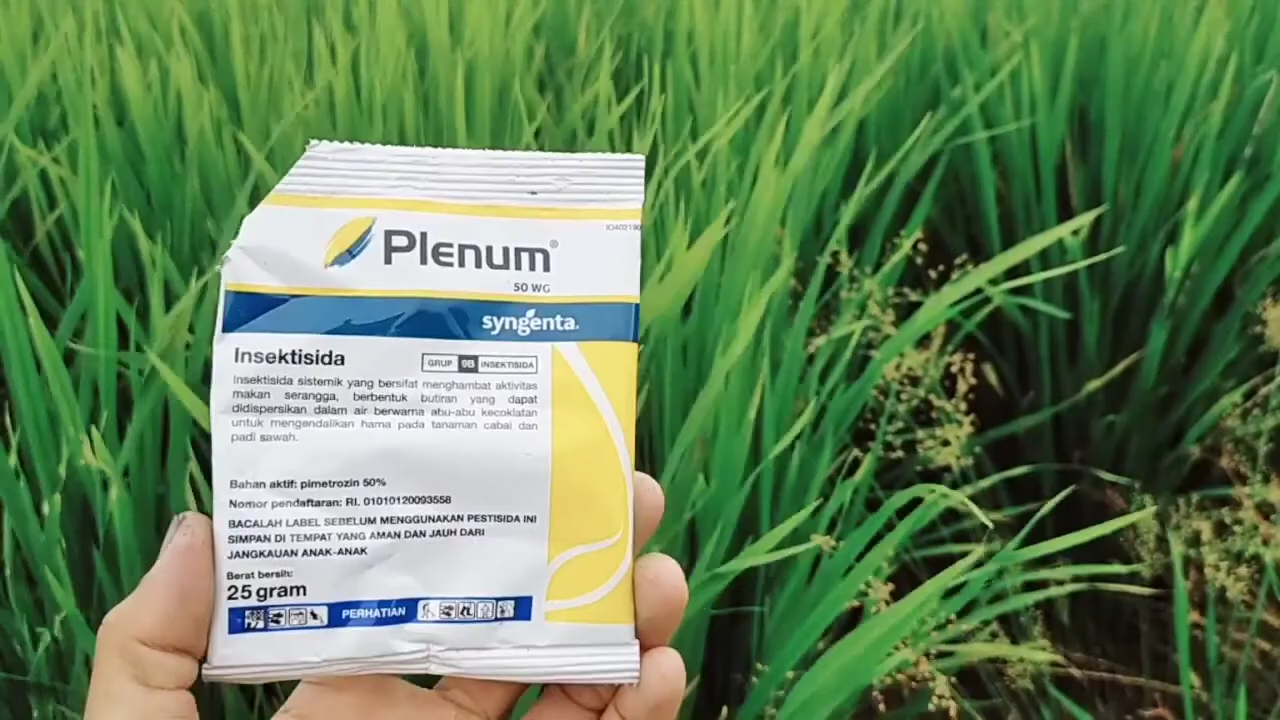 ID402190
Plenum®
50 WG
syngenta.
Insektisida
GRUP 9B INSEKTISIDA
Insektisida sistemik yang bersifat menghambat aktivitas
makan serangga, berbentuk butiran yang dapat
didispersikan dalam air berwarna abu-abu kecoklatan
untuk mengendalikan hama pada tanaman cabai dan
padi sawah.
Bahan aktif: pimetrozin 50%
Nomor pendaftaran: RI. 01010120093558
BACALAH LABEL SEBELUM MENGGUNAKAN PESTISIDA INI
SIMPAN DI TEMPAT YANG AMAN DAN JAUH DARI
JANGKAUAN ANAK-ANAK
Berat bersih:
25 gram
PERHATIAN